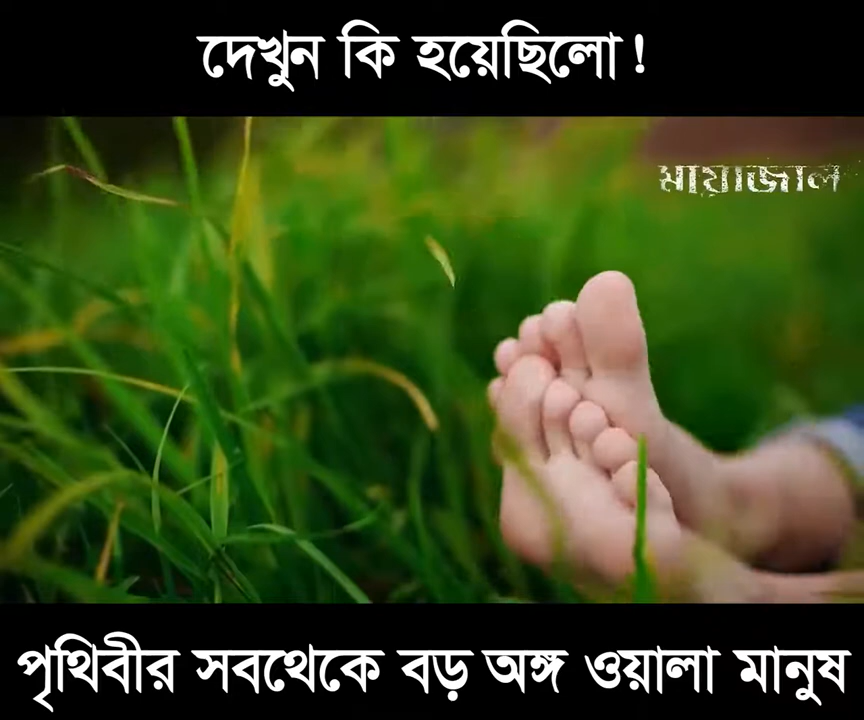 দেখুন কি হয়েছিলো!
মায়াজাল
পৃথিবীর সবথেকে বড় অঙ্গ ওয়ালা মানুষ